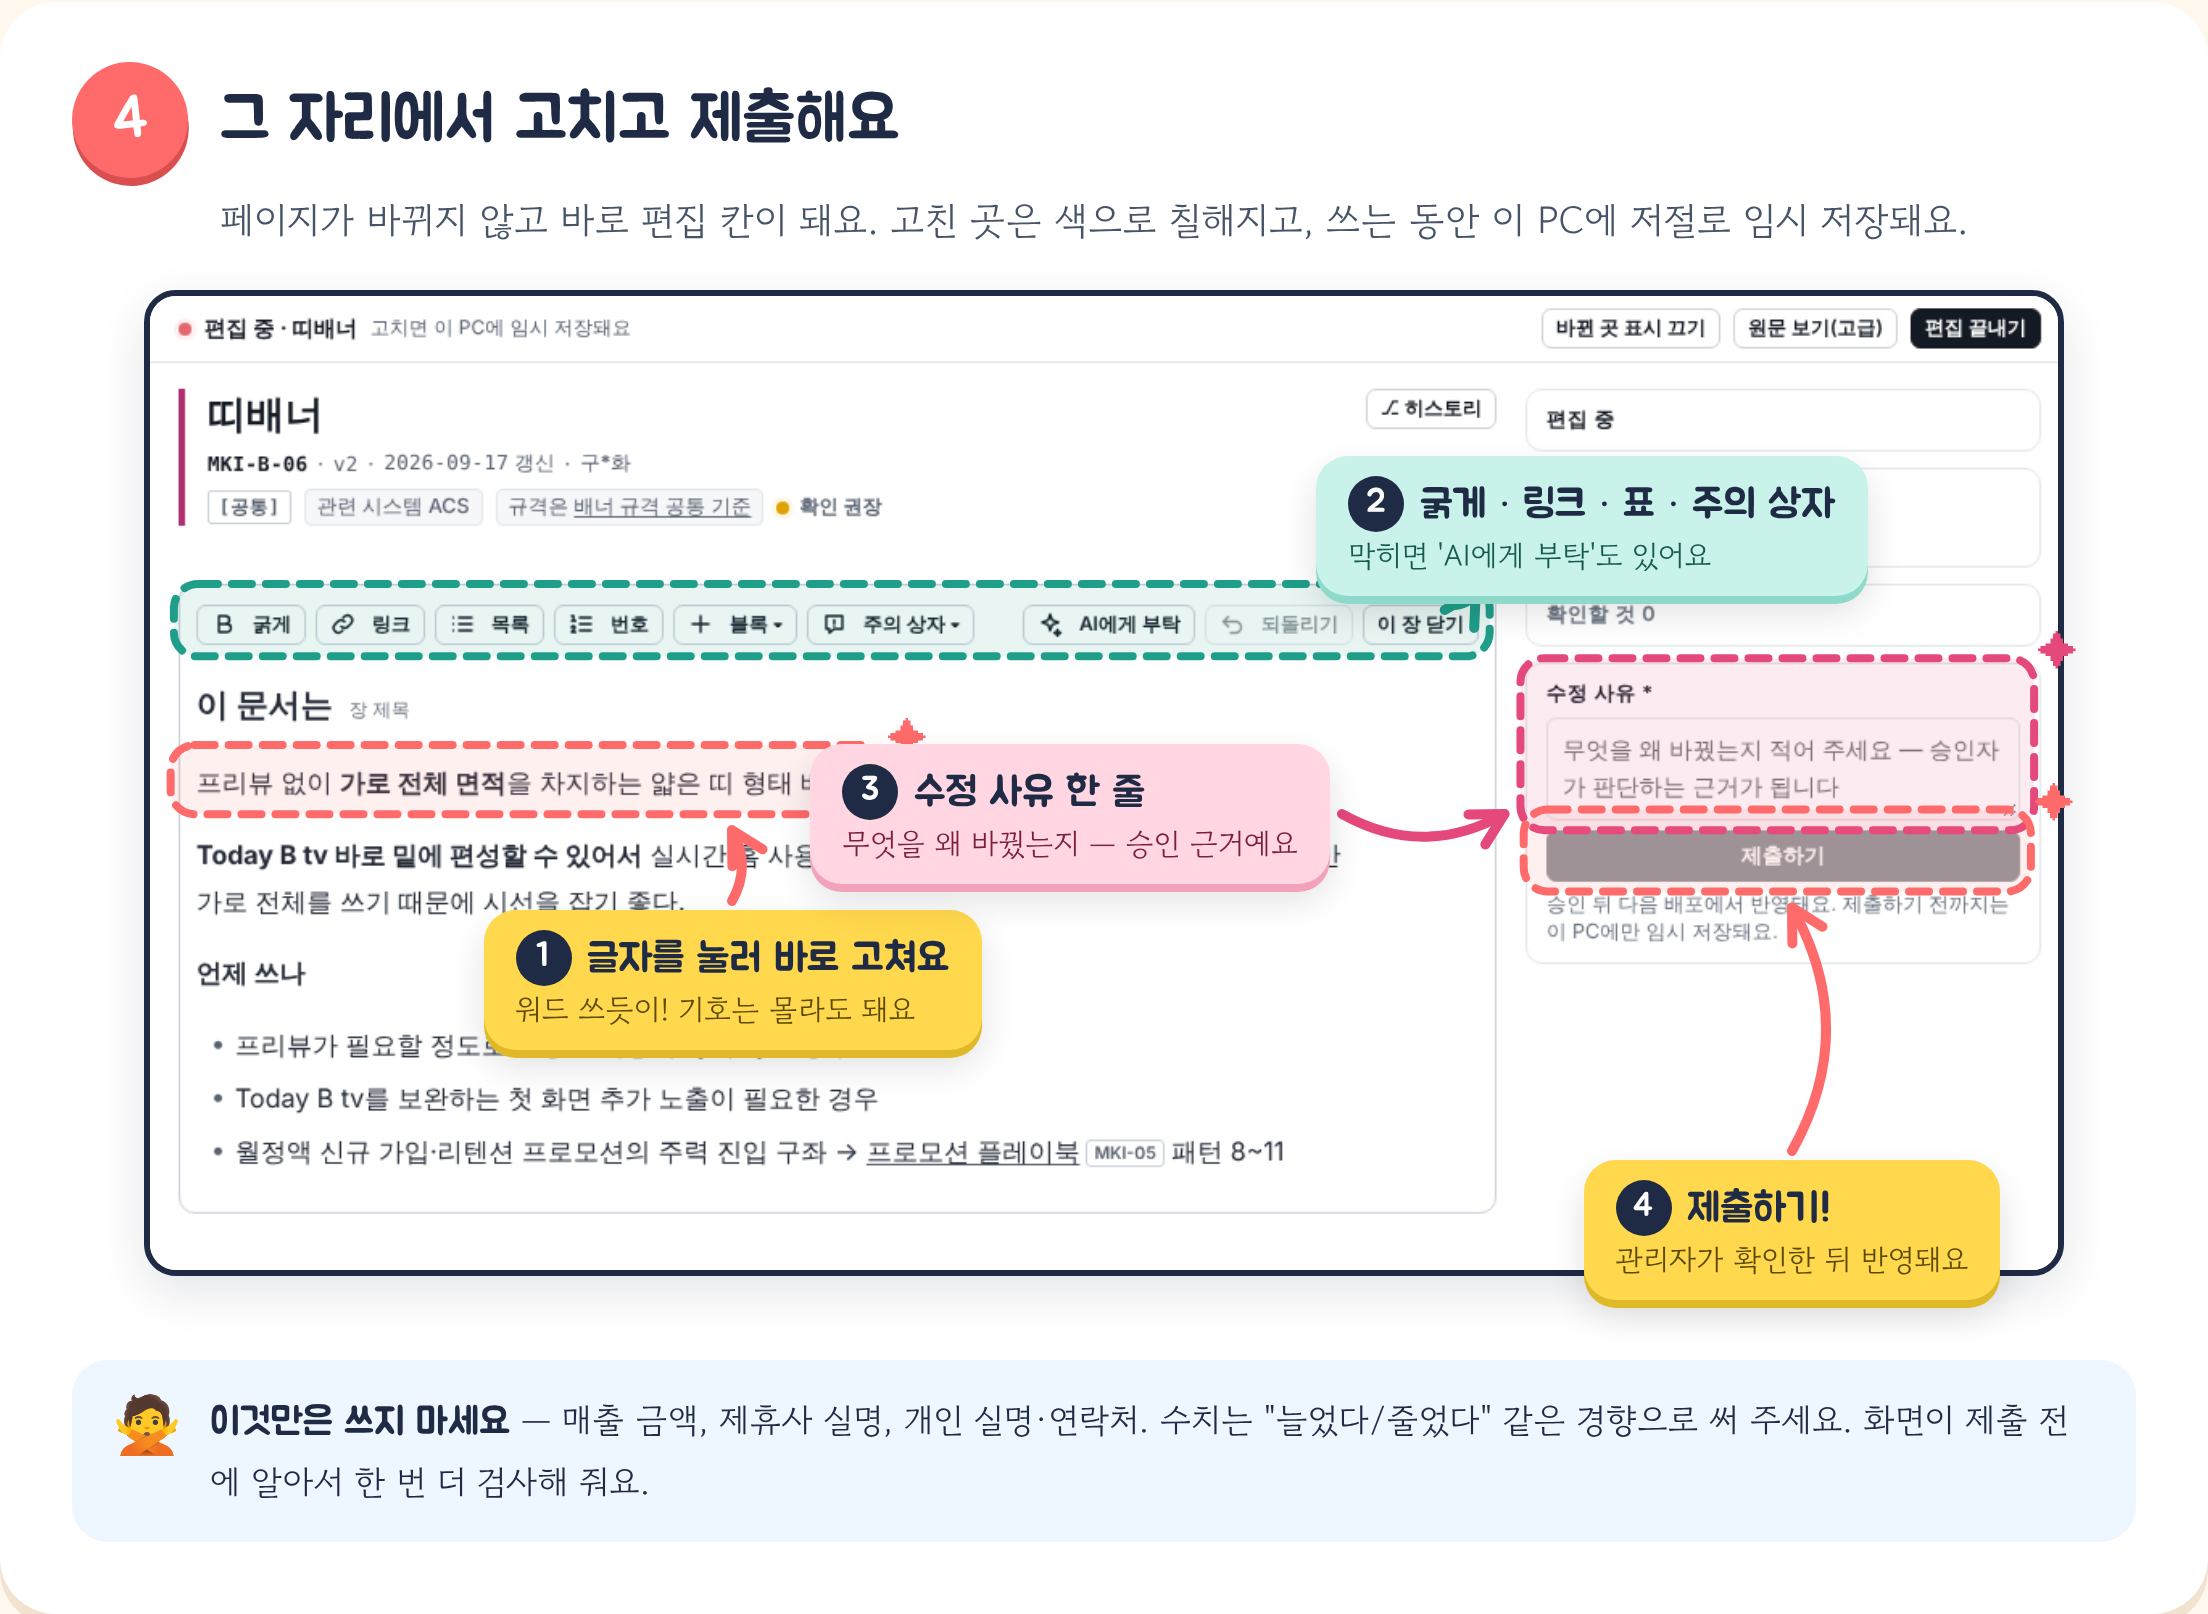 4 그 자리에서 고치고 제출해요
페이지가 바뀌지 않고 바로 편집 칸이 돼요. 고친 곳은 색으로 칠해지고, 쓰는 동안 이 PC에 저절로 임시 저장돼요.
편집 중 · 띠배너 고치면 이 PC에 임시 저장돼요
바뀐 곳 표시 끄기 원문 보기(고급) 편집 끝내기
띠배너
히스토리
편집 중
MKI-B-06 · v2 · 2026-09-17 갱신 · 구*화
[공통] 관련 시스템 ACS 규격은 배너 규격 공통 기준 확인 권장
2 굵게 · 링크 · 표 · 주의 상자
막히면 'AI에게 부탁'도 있어요
B 굵게 링크 목록 번호 블록 주의 상자 AI에게 부탁 되돌리기 이 장 닫기
확인할 것 0
이 문서는 장 제목
프리뷰 없이 가로 전체 면적을 차지하는 얇은 띠 형태
3 수정 사유 한 줄
무엇을 왜 바꿨는지 — 승인 근거예요
수정 사유 *
무엇을 왜 바꿨는지 적어 주세요 — 승인자
가 판단하는 근거가 됩니다
제출하기
승인 뒤 다음 배포에서 반영돼요. 제출하기 전까지는
이 PC에만 임시 저장돼요.
Today B tv 바로 밑에 편성할 수 있어서 실시간
가로 전체를 쓰기 때문에 시선을 잡기 좋다.
1 글자를 눌러 바로 고쳐요
워드 쓰듯이! 기호는 몰라도 돼요
언제 쓰나
• 프리뷰가 필요할 정도로
• Today B tv를 보완하는 첫 화면 추가 노출이 필요한 경우
• 월정액 신규 가입·리텐션 프로모션의 주력 진입 구좌 → 프로모션 플레이북 MKI-05 패턴 8~11
4 제출하기!
관리자가 확인한 뒤 반영돼요
이것만은 쓰지 마세요 — 매출 금액, 제휴사 실명, 개인 실명·연락처. 수치는 "늘었다/줄었다" 같은 경향으로 써 주세요. 화면이 제출 전
에 알아서 한 번 더 검사해 줘요.